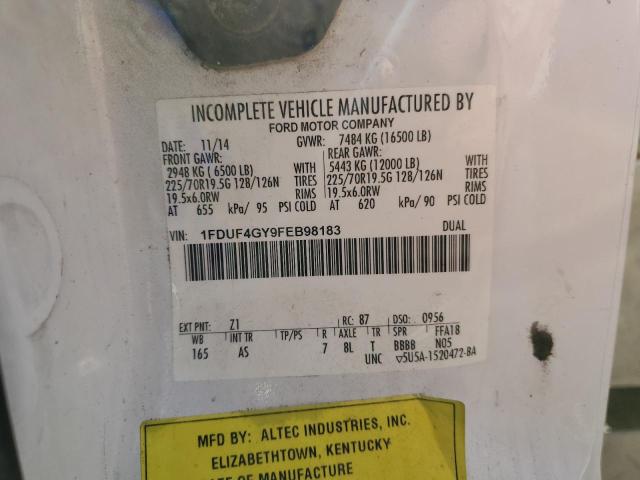 INCOMPLETE VEHICLE MANUFACTURED BY
FORD MOTOR COMPANY
DATE: 11/14 GVWR: 7484 KG (16500 LB)
FRONT GAWR: REAR GAWR:
2948 KG ( 6500 LB) WITH 5443 KG (12000 LB) WITH
225/70R19.5G 128/126N TIRES 225/70R19.5G 128/126N TIRES
19.5x6.0RW RIMS 19.5x6.0RW RIMS
AT 655 kPa/ 95 PSI COLD AT 620 kPa/ 90 PSI COLD
VIN: 1FDUF4GY9FEB98183 DUAL
EXT PNT: Z1 RC: 87 DSO: 0956
WB INT TR TP/PS R AXLE TR SPR FFA18
165 AS 7 8L T BBBB N05
UNC ▽5U5A-1520472-BA
MFD BY: ALTEC INDUSTRIES, INC.
ELIZABETHTOWN, KENTUCKY
DATE OF MANUFACTURE